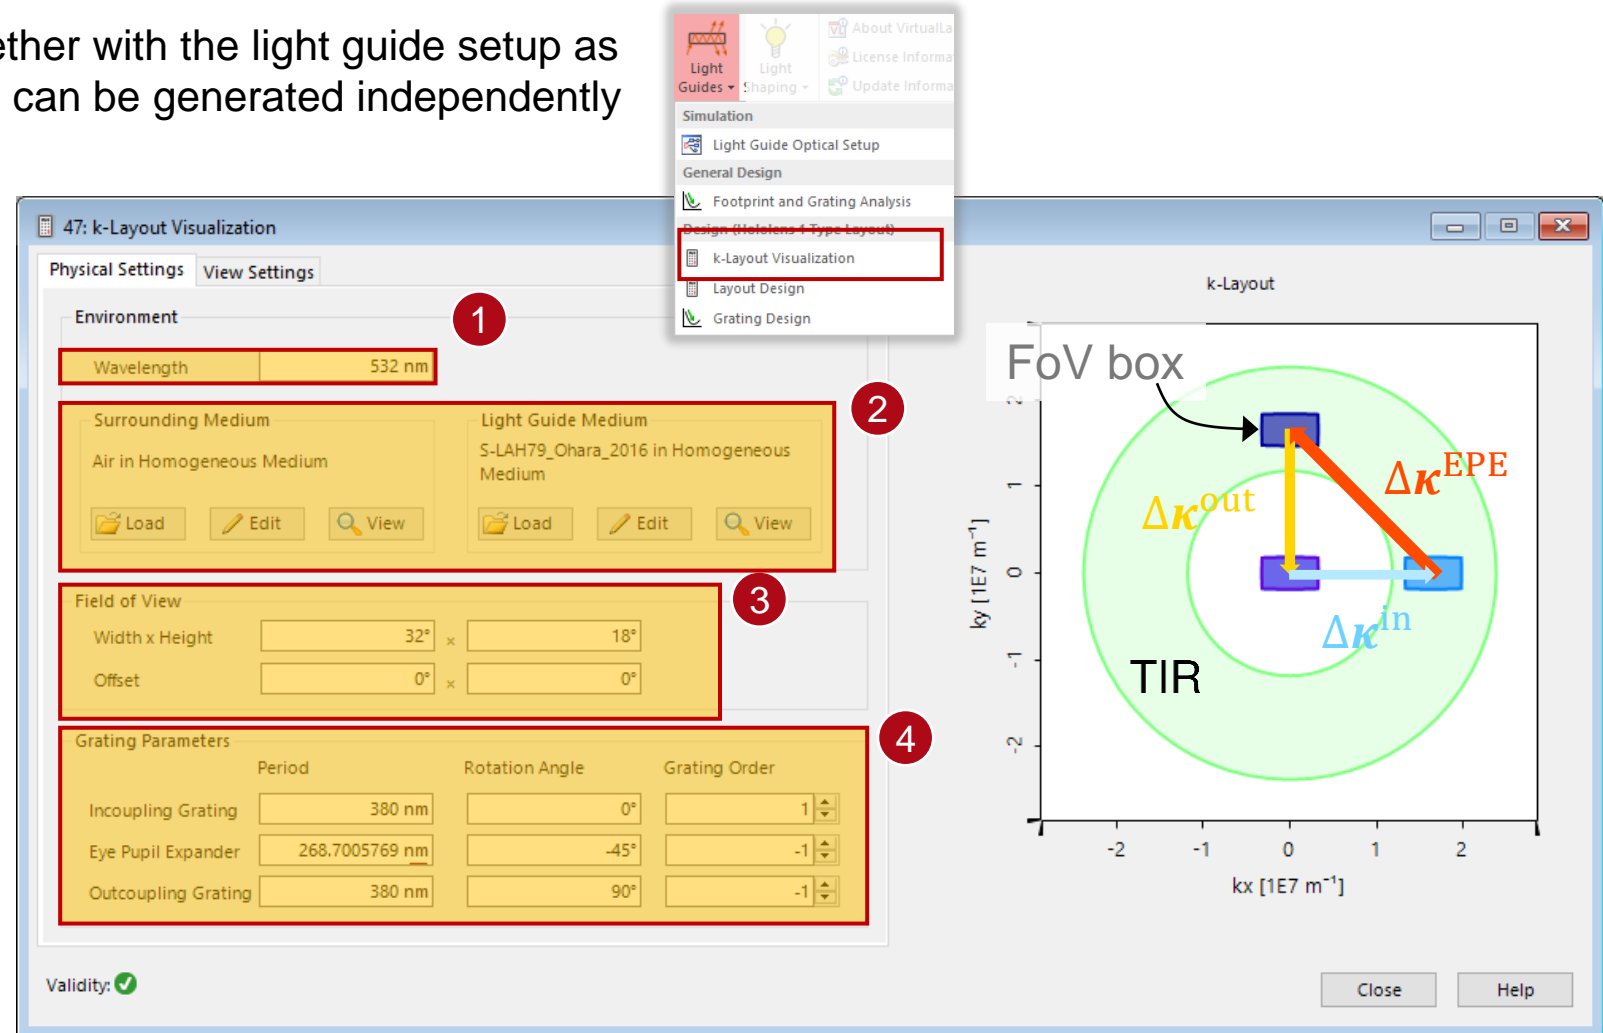 ether with the light guide setup as
can be generated independently
Light Guides
Light Shaping
About VirtualLa
License Informa
Update Informa
Simulation
Light Guide Optical Setup
General Design
Footprint and Grating Analysis
Design (Hololens 1 Type Layout)
k-Layout Visualization
Layout Design
Grating Design
47: k-Layout Visualization
Physical Settings View Settings
Environment
1
Wavelength 532 nm
2
Surrounding Medium
Air in Homogeneous Medium
Load Edit View
Light Guide Medium
S-LAH79_Ohara_2016 in Homogeneous
Medium
Load Edit View
3
Field of View
Width x Height 32° × 18°
Offset 0° × 0°
4
Grating Parameters
Period Rotation Angle Grating Order
Incoupling Grating 380 nm 0° 1
Eye Pupil Expander 268.7005769 nm -45° -1
Outcoupling Grating 380 nm 90° -1
Validity:
k-Layout
FoV box
Δκ^EPE
Δκ^out
Δκ^in
TIR
ky [1E7 m⁻¹]
2
1
0
-1
-2
-2 -1 0 1 2
kx [1E7 m⁻¹]
Close Help